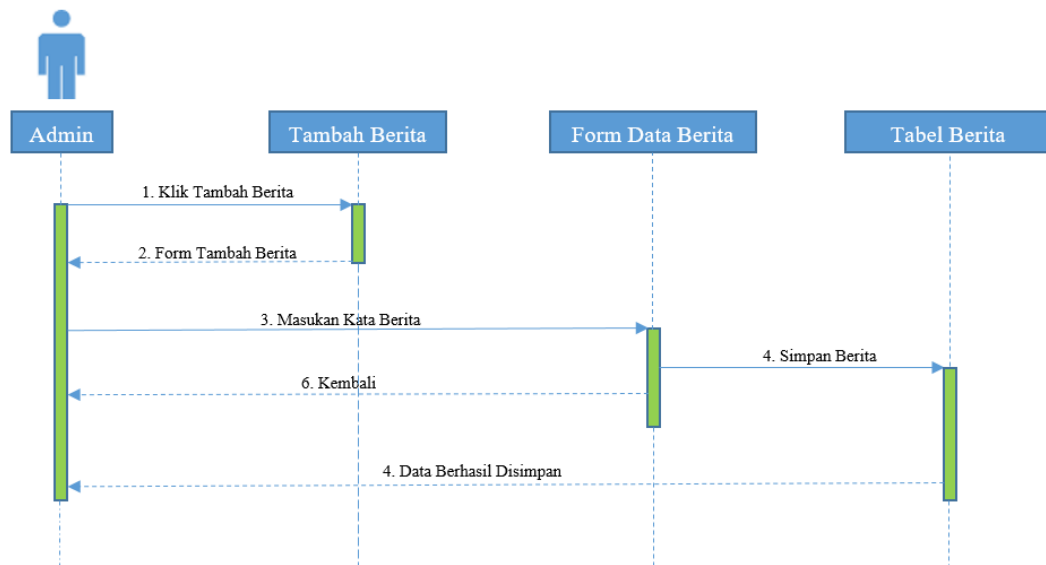 Admin
Tambah Berita
Form Data Berita
Tabel Berita
1. Klik Tambah Berita
2. Form Tambah Berita
3. Masukan Kata Berita
4. Simpan Berita
6. Kembali
4. Data Berhasil Disimpan